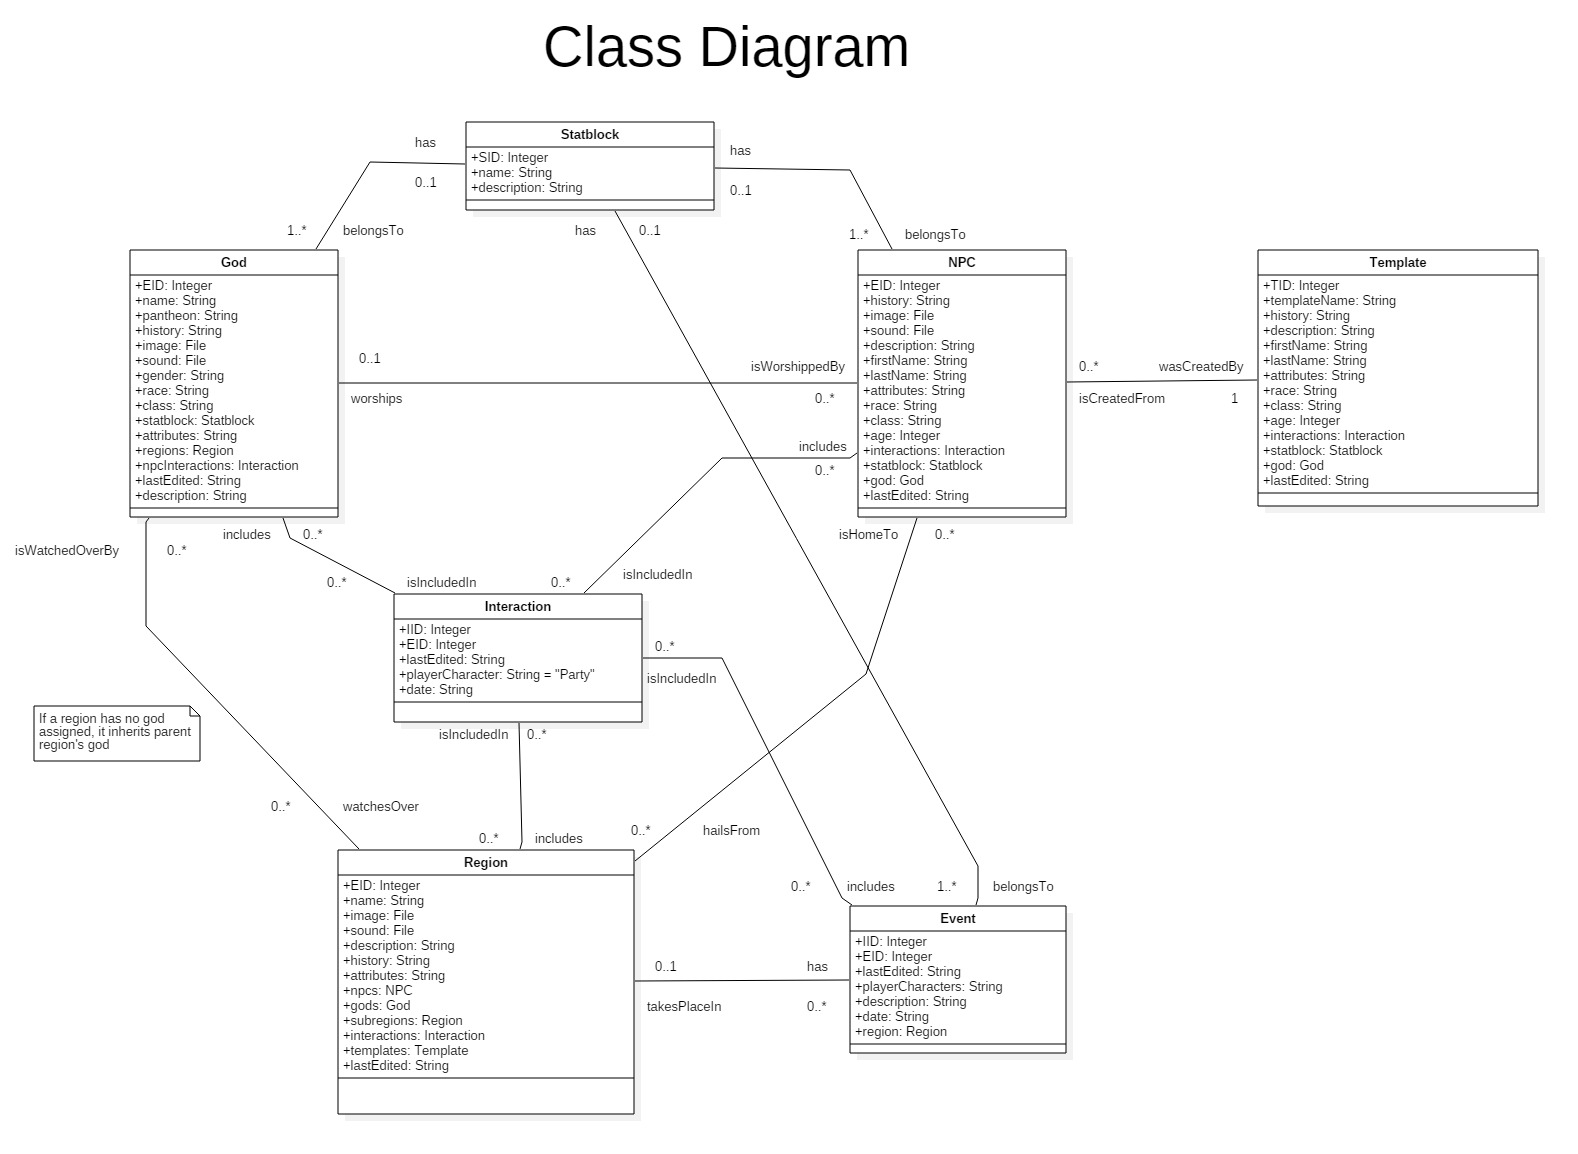 Class Diagram
has
0..1
1..*
belongsTo
Statblock
+SID: Integer
+name: String
+description: String
has
0..1
1..*
belongsTo
has
0..1
God
+EID: Integer
+name: String
+pantheon: String
+history: String
+image: File
+sound: File
+gender: String
+race: String
+class: String
+statblock: Statblock
+attributes: String
+regions: Region
+npcInteractions: Interaction
+lastEdited: String
+description: String
0..1
worships
isWorshippedBy
0..*
NPC
+EID: Integer
+history: String
+image: File
+sound: File
+description: String
+firstName: String
+lastName: String
+attributes: String
+race: String
+class: String
+age: Integer
+interactions: Interaction
+statblock: Statblock
+god: God
+lastEdited: String
0..*
isCreatedFrom
wasCreatedBy
1
Template
+TID: Integer
+templateName: String
+history: String
+description: String
+firstName: String
+lastName: String
+attributes: String
+race: String
+class: String
+age: Integer
+interactions: Interaction
+statblock: Statblock
+god: God
+lastEdited: String
includes
0..*
isWatchedOverBy
0..*
includes
0..*
isHomeTo
0..*
0..*
isIncludedIn
0..*
isIncludedIn
Interaction
+IID: Integer
+EID: Integer
+lastEdited: String
+playerCharacter: String = "Party"
+date: String
0..*
isIncludedIn
isIncludedIn
0..*
If a region has no god
assigned, it inherits parent
region's god
0..*
watchesOver
0..*
includes
0..*
hailsFrom
Region
+EID: Integer
+name: String
+image: File
+sound: File
+description: String
+history: String
+attributes: String
+npcs: NPC
+gods: God
+subregions: Region
+interactions: Interaction
+templates: Template
+lastEdited: String
0..*
includes
1..*
belongsTo
0..1
takesPlaceIn
has
0..*
Event
+IID: Integer
+EID: Integer
+lastEdited: String
+playerCharacters: String
+description: String
+date: String
+region: Region